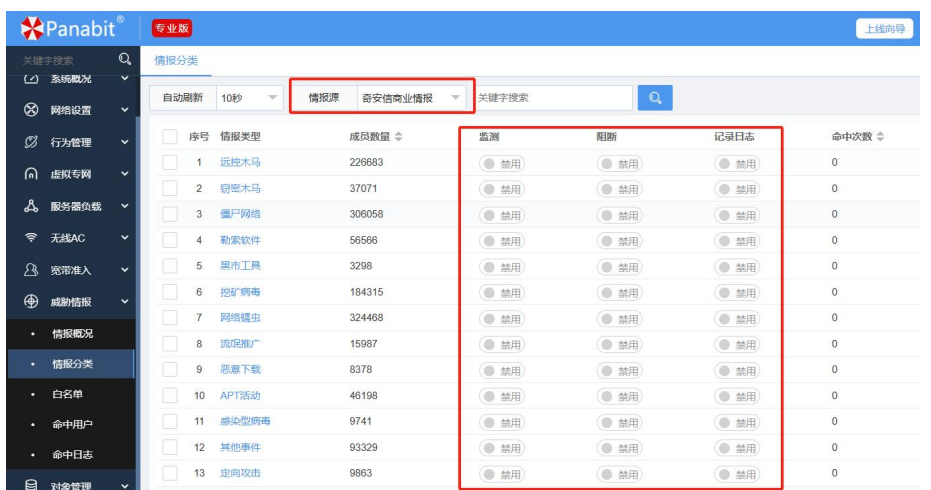 Panabit® 专业版 上线向导
关键字搜索 情报分类
系统概况
自动刷新 10秒 情报源 奇安信商业情报 关键字搜索
网络设置
行为管理
虚拟专网
服务器负载
无线AC
宽带准入
威胁情报
情报概况
情报分类
白名单
命中用户
命中日志
对象管理
序号 情报类型 成员数量 监测 阻断 记录日志 命中次数
1 远控木马 226683 禁用 禁用 禁用 0
2 窃密木马 37071 禁用 禁用 禁用 0
3 僵尸网络 306058 禁用 禁用 禁用 0
4 勒索软件 56566 禁用 禁用 禁用 0
5 黑市工具 3298 禁用 禁用 禁用 0
6 挖矿病毒 184315 禁用 禁用 禁用 0
7 网络蠕虫 324468 禁用 禁用 禁用 0
8 流氓推广 15987 禁用 禁用 禁用 0
9 恶意下载 8378 禁用 禁用 禁用 0
10 APT活动 46198 禁用 禁用 禁用 0
11 感染型病毒 9741 禁用 禁用 禁用 0
12 其他事件 93329 禁用 禁用 禁用 0
13 定向攻击 9863 禁用 禁用 禁用 0